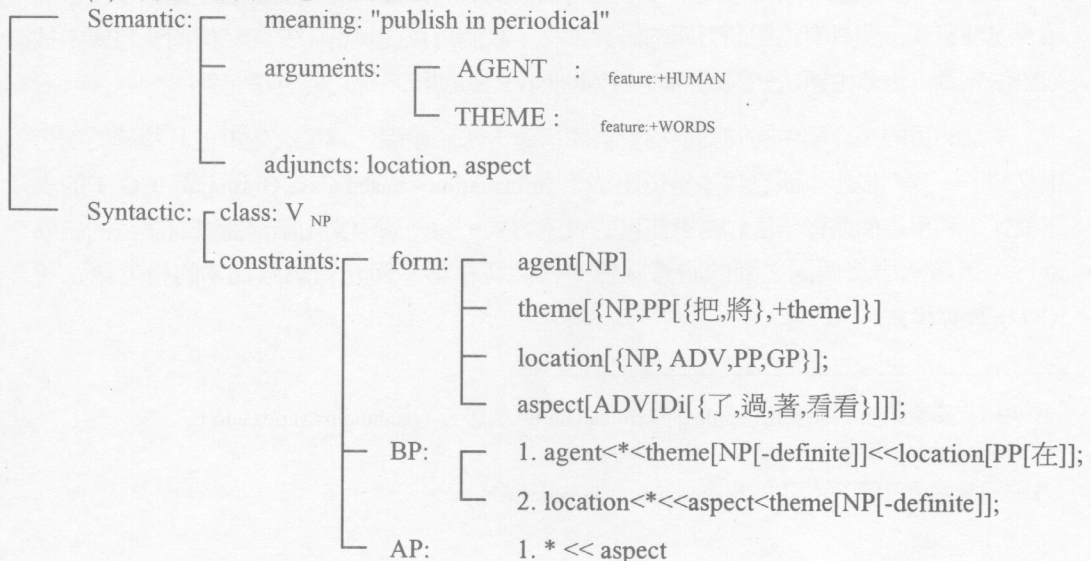 Semantic: meaning: "publish in periodical"
arguments: AGENT : feature:+HUMAN
THEME : feature:+WORDS
adjuncts: location, aspect
Syntactic: class: V NP
constraints: form: agent[NP]
theme[{NP,PP[{把,將},+theme]}]
location[{NP, ADV,PP,GP}];
aspect[ADV[Di[{了,過,著,看看}]]];
BP: 1. agent<*<theme[NP[-definite]]<<location[PP[在]];
2. location<*<<aspect<theme[NP[-definite]];
AP: 1. * << aspect